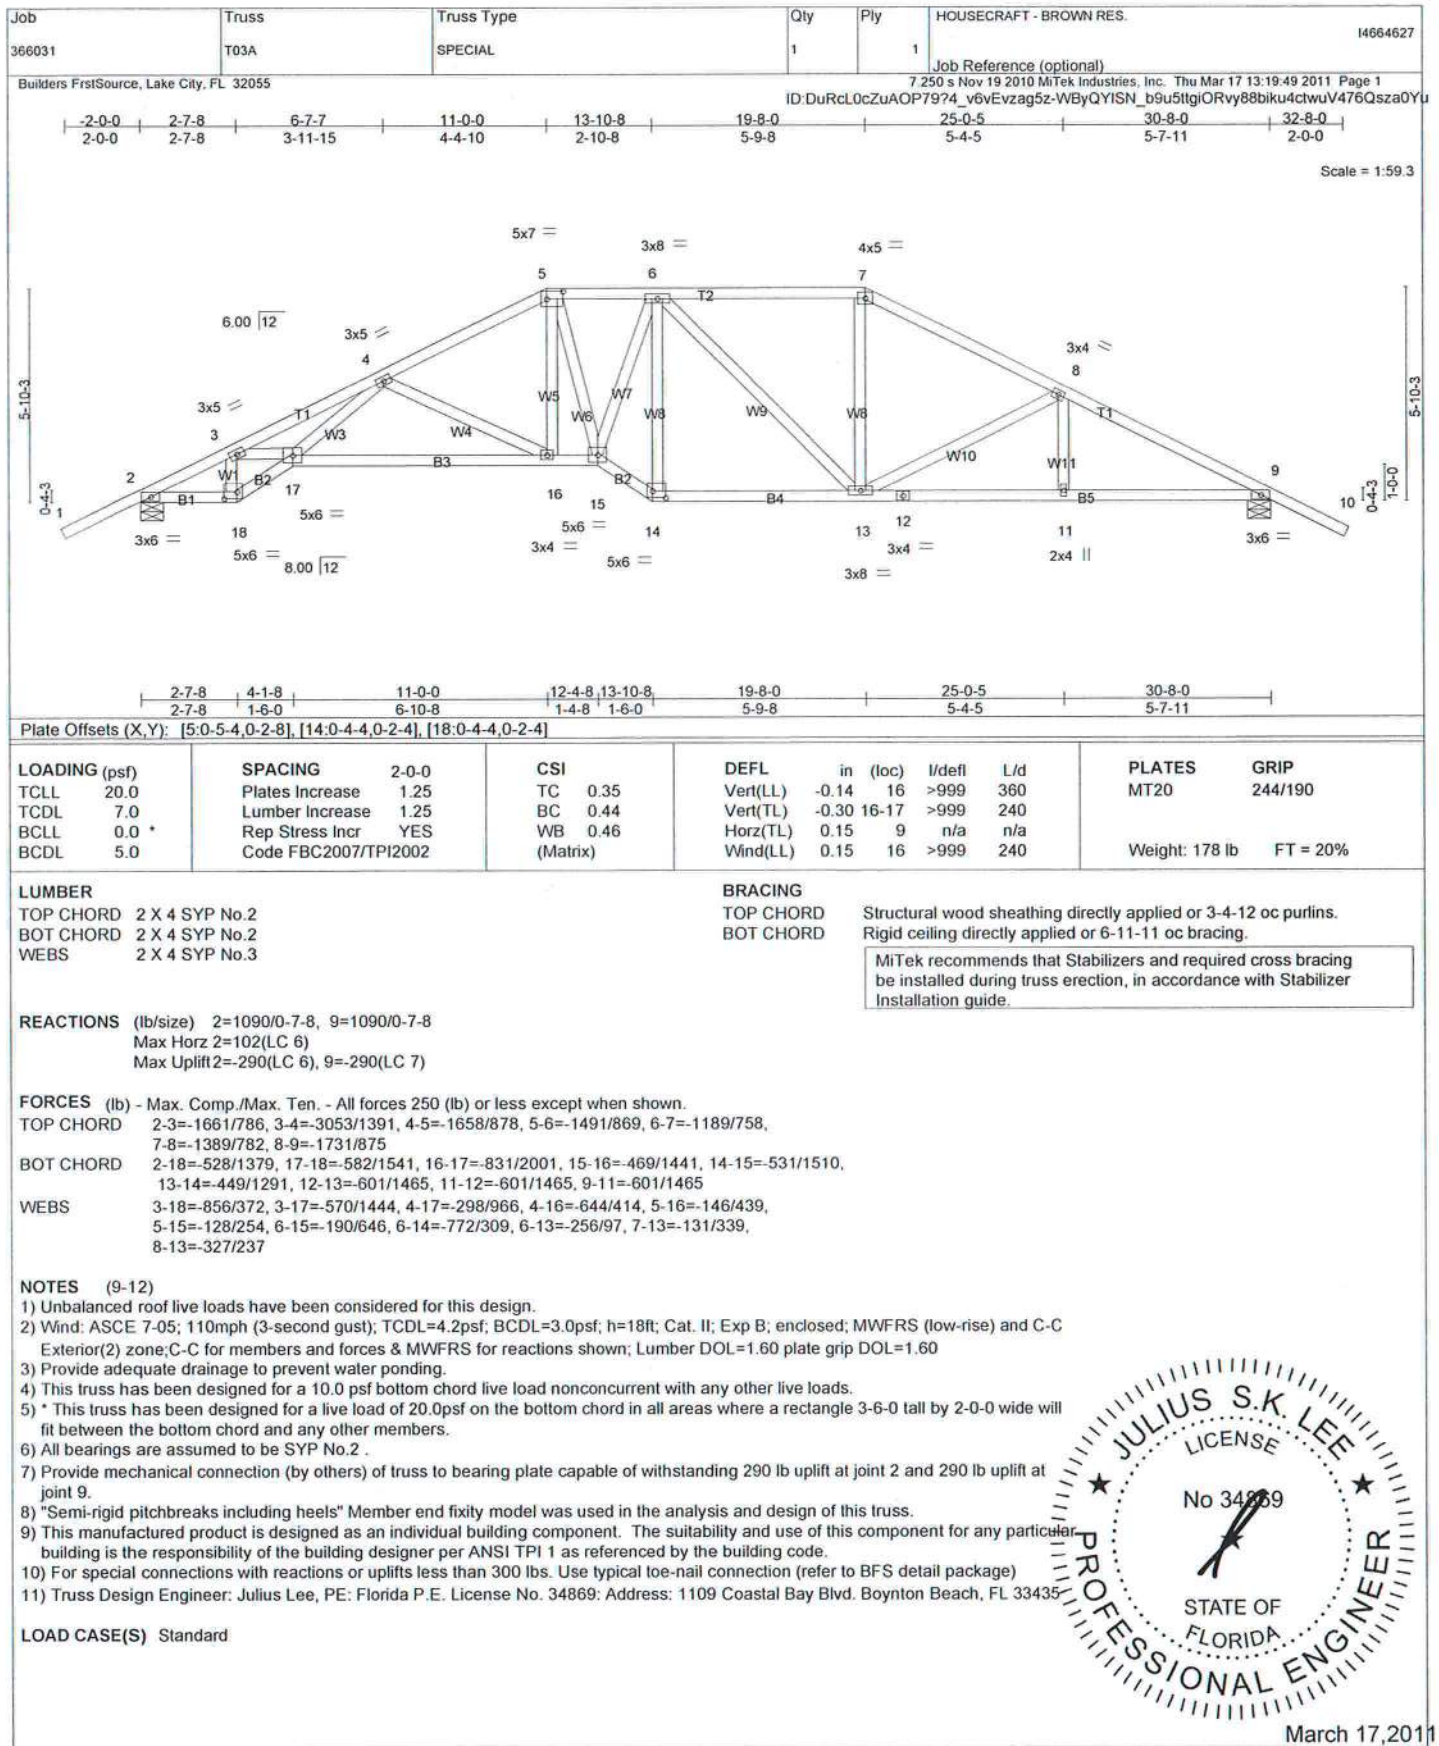 Job Truss Truss Type Qty Ply HOUSECRAFT - BROWN RES.
I4664627
366031 T03A SPECIAL 1 1
Job Reference (optional)
Builders FrstSource, Lake City, FL 32055 7.250 s Nov 19 2010 MiTek Industries, Inc. Thu Mar 17 13:19:49 2011 Page 1
ID:DuRcL0cZuAOP79?4_v6vEvzag5z-WByQYISN_b9u5ttgiORvy88biku4ctwuV476Qsza0Yu
-2-0-0 2-7-8 6-7-7 11-0-0 13-10-8 19-8-0 25-0-5 30-8-0 32-8-0
2-0-0 2-7-8 3-11-15 4-4-10 2-10-8 5-9-8 5-4-5 5-7-11 2-0-0
Scale = 1:59.3
5x7 =
3x8 =
4x5 =
5 6 7
T2
6.00 12
3x5
4
3x4
8
5-10-3
5-10-3
3x5
T1
W5 W6 W7 W8 W9 W8
T1
3
W3 W4
W10 W11
2
W1 B2
B3
B2
9
0-4-3
B1
B4 B5
10
0-4-3
1-0-0
1
17
16 15
3x6 =
18
5x6 =
5x6 =
14 13 12 11
3x6 =
5x6 =
3x4 =
3x4 =
2x4 ||
8.00 12
5x6 =
3x8 =
2-7-8 4-1-8 11-0-0 12-4-8 13-10-8 19-8-0 25-0-5 30-8-0
2-7-8 1-6-0 6-10-8 1-4-8 1-6-0 5-9-8 5-4-5 5-7-11
Plate Offsets (X,Y): [5:0-5-4,0-2-8], [14:0-4-4,0-2-4], [18:0-4-4,0-2-4]
LOADING (psf) SPACING 2-0-0 CSI DEFL in (loc) l/defl L/d PLATES GRIP
TCLL 20.0 Plates Increase 1.25 TC 0.35 Vert(LL) -0.14 16 >999 360 MT20 244/190
TCDL 7.0 Lumber Increase 1.25 BC 0.44 Vert(TL) -0.30 16-17 >999 240
BCLL 0.0 * Rep Stress Incr YES WB 0.46 Horz(TL) 0.15 9 n/a n/a
BCDL 5.0 Code FBC2007/TPI2002 (Matrix) Wind(LL) 0.15 16 >999 240 Weight: 178 lb FT = 20%
LUMBER
TOP CHORD 2 X 4 SYP No.2
BOT CHORD 2 X 4 SYP No.2
WEBS 2 X 4 SYP No.3
BRACING
TOP CHORD Structural wood sheathing directly applied or 3-4-12 oc purlins.
BOT CHORD Rigid ceiling directly applied or 6-11-11 oc bracing.
MiTek recommends that Stabilizers and required cross bracing
be installed during truss erection, in accordance with Stabilizer
Installation guide.
REACTIONS (lb/size) 2=1090/0-7-8, 9=1090/0-7-8
Max Horz 2=102(LC 6)
Max Uplift 2=-290(LC 6), 9=-290(LC 7)
FORCES (lb) - Max. Comp./Max. Ten. - All forces 250 (lb) or less except when shown.
TOP CHORD 2-3=-1661/786, 3-4=-3053/1391, 4-5=-1658/878, 5-6=-1491/869, 6-7=-1189/758,
7-8=-1389/782, 8-9=-1731/875
BOT CHORD 2-18=-528/1379, 17-18=-582/1541, 16-17=-831/2001, 15-16=-469/1441, 14-15=-531/1510,
13-14=-449/1291, 12-13=-601/1465, 11-12=-601/1465, 9-11=-601/1465
WEBS 3-18=-856/372, 3-17=-570/1444, 4-17=-298/966, 4-16=-644/414, 5-16=-146/439,
5-15=-128/254, 6-15=-190/646, 6-14=-772/309, 6-13=-256/97, 7-13=-131/339,
8-13=-327/237
NOTES (9-12)
1) Unbalanced roof live loads have been considered for this design.
2) Wind: ASCE 7-05; 110mph (3-second gust); TCDL=4.2psf; BCDL=3.0psf; h=18ft; Cat. II; Exp B; enclosed; MWFRS (low-rise) and C-C
Exterior(2) zone;C-C for members and forces & MWFRS for reactions shown; Lumber DOL=1.60 plate grip DOL=1.60
3) Provide adequate drainage to prevent water ponding.
4) This truss has been designed for a 10.0 psf bottom chord live load nonconcurrent with any other live loads.
5) * This truss has been designed for a live load of 20.0psf on the bottom chord in all areas where a rectangle 3-6-0 tall by 2-0-0 wide will
fit between the bottom chord and any other members.
6) All bearings are assumed to be SYP No.2 .
7) Provide mechanical connection (by others) of truss to bearing plate capable of withstanding 290 lb uplift at joint 2 and 290 lb uplift at
joint 9.
8) "Semi-rigid pitchbreaks including heels" Member end fixity model was used in the analysis and design of this truss.
9) This manufactured product is designed as an individual building component. The suitability and use of this component for any particular
building is the responsibility of the building designer per ANSI TPI 1 as referenced by the building code.
10) For special connections with reactions or uplifts less than 300 lbs. Use typical toe-nail connection (refer to BFS detail package)
11) Truss Design Engineer: Julius Lee, PE: Florida P.E. License No. 34869: Address: 1109 Coastal Bay Blvd. Boynton Beach, FL 33435
LOAD CASE(S) Standard
JULIUS S.K. LEE
LICENSE
No 34869
STATE OF
FLORIDA
PROFESSIONAL ENGINEER
March 17,2011